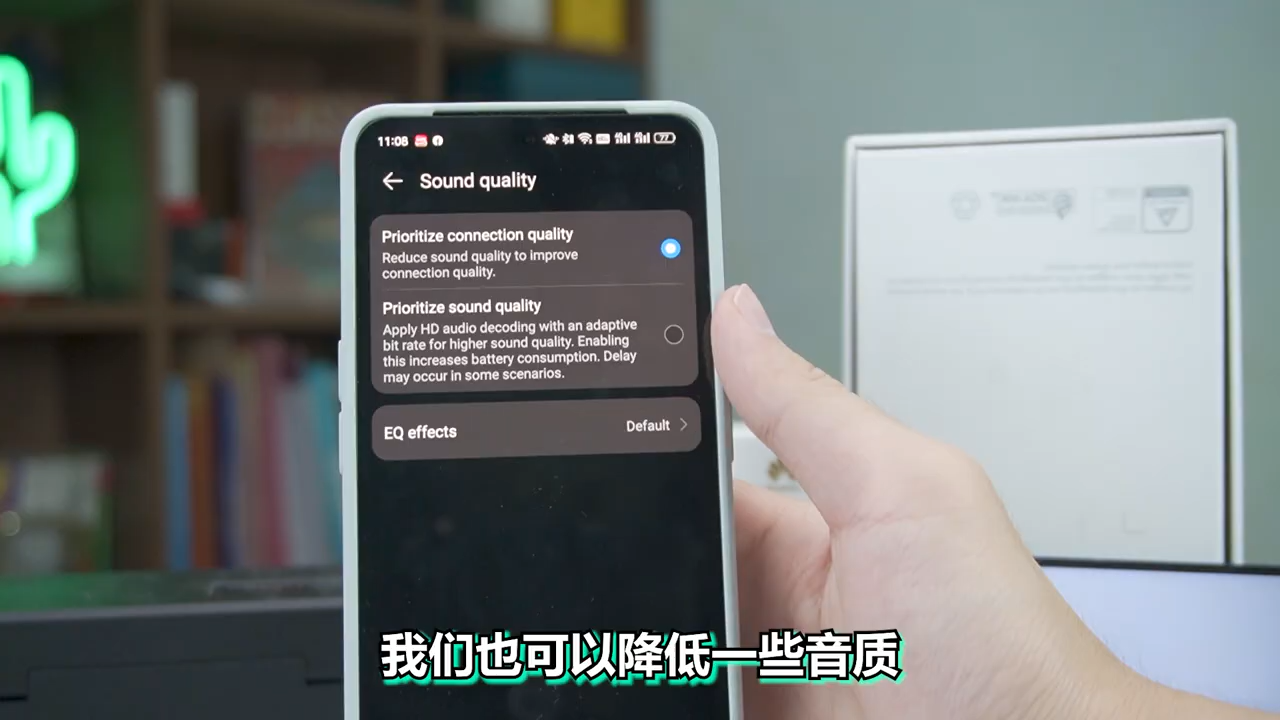 11:08
77
Sound quality
Prioritize connection quality
Reduce sound quality to improve
connection quality.
Prioritize sound quality
Apply HD audio decoding with an adaptive
bit rate for higher sound quality. Enabling
this increases battery consumption. Delay
may occur in some scenarios.
EQ effects
Default
我们也可以降低一些音质